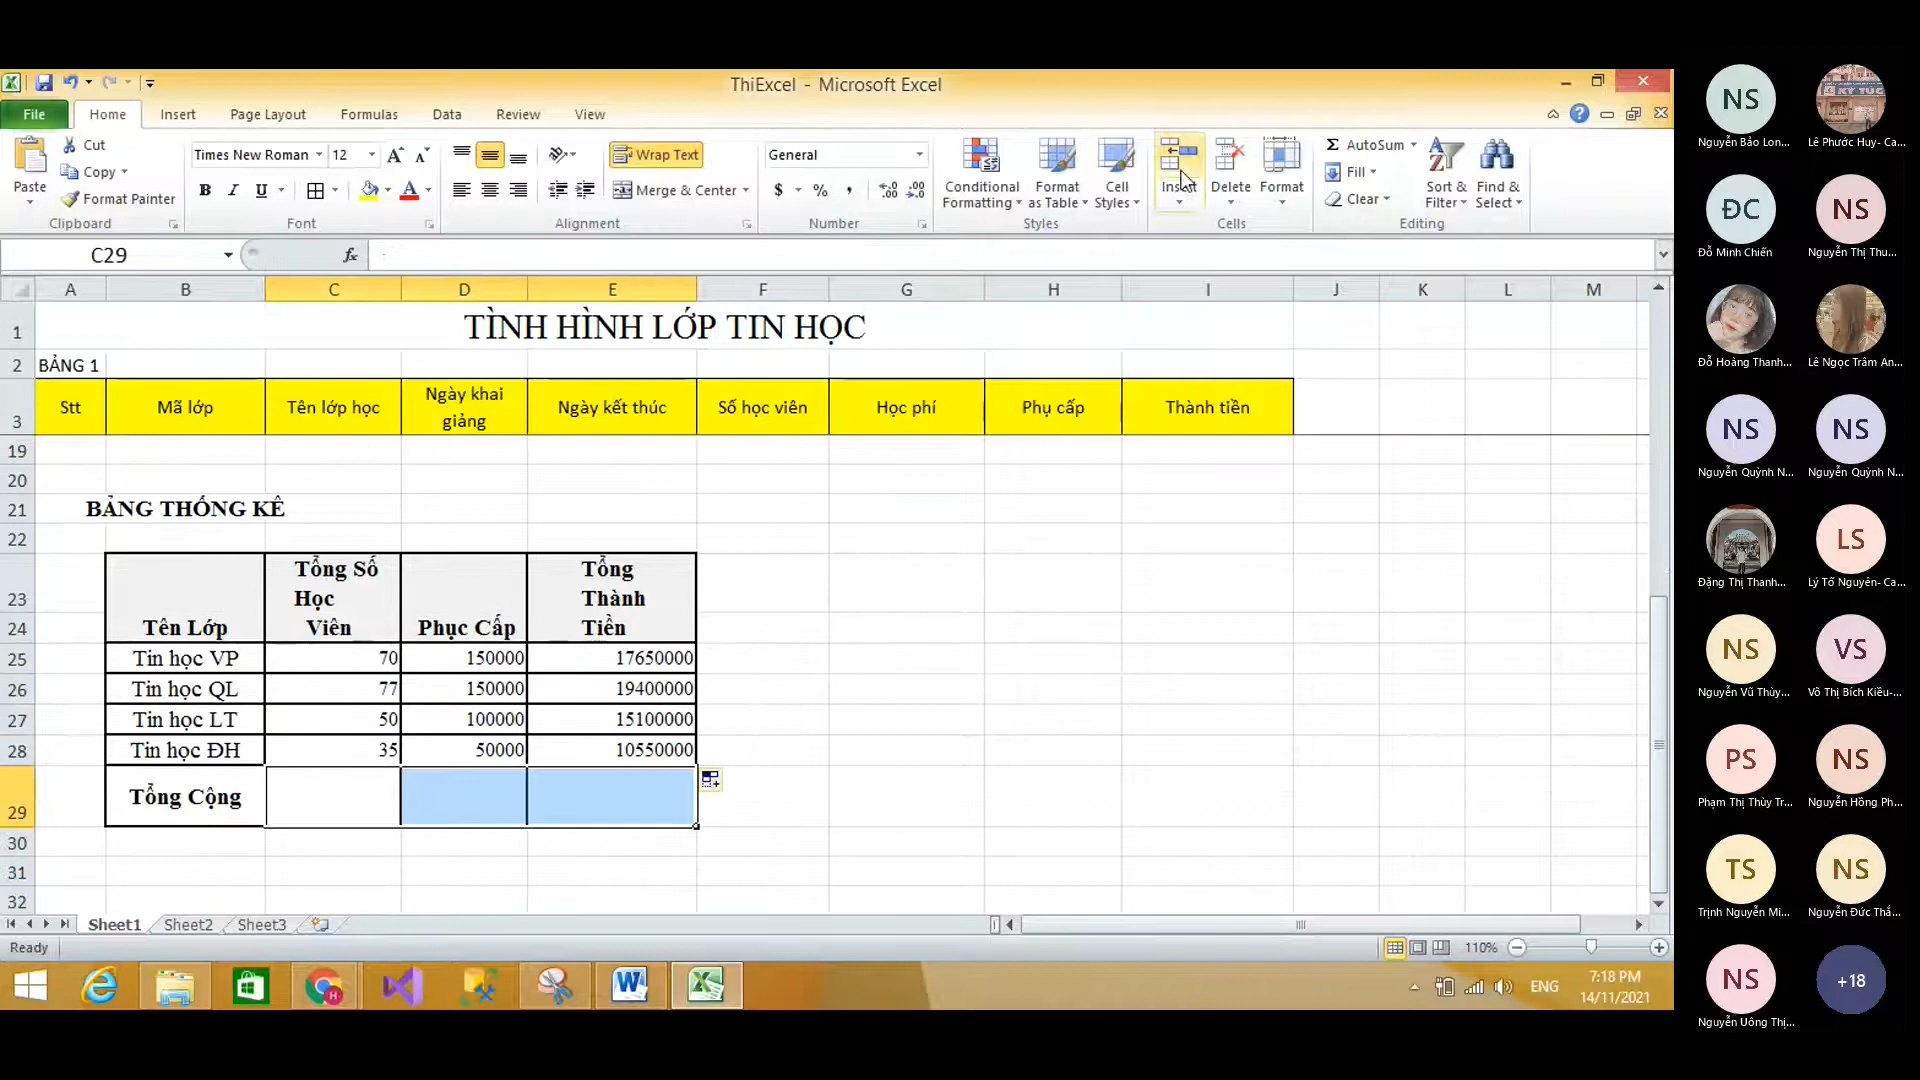 ThiExcel - Microsoft Excel
File Home Insert Page Layout Formulas Data Review View
Paste
Cut
Copy
Format Painter
Clipboard
Times New Roman 12
B I U
Font
Wrap Text
Merge & Center
Alignment
General
$ % ,
Number
Conditional Formatting
Format as Table
Cell Styles
Styles
Insert
Delete
Format
Cells
Σ AutoSum
Fill
Clear
Sort & Filter
Find & Select
Editing
C29 fx
A B C D E F G H I J K L M
1 TÌNH HÌNH LỚP TIN HỌC
2 BẢNG 1
3 Stt Mã lớp Tên lớp học Ngày khai giảng Ngày kết thúc Số học viên Học phí Phụ cấp Thành tiền
19
20
21 BẢNG THỐNG KÊ
22
23 Tổng Số Học Tổng Thành
24 Tên Lớp Viên Phục Cấp Tiền
25 Tin học VP 70 150000 17650000
26 Tin học QL 77 150000 19400000
27 Tin học LT 50 100000 15100000
28 Tin học ĐH 35 50000 10550000
29 Tổng Cộng
30
31
32
Sheet1 Sheet2 Sheet3
Ready 110%
ENG
7:18 PM
14/11/2021
NS
Nguyễn Bảo Lon...
KÝ TÚC
Lê Phước Huy- Ca...
ĐC
Đỗ Minh Chiến
NS
Nguyễn Thị Thu...
Đỗ Hoàng Thanh...
Lê Ngọc Trâm An...
NS
Nguyễn Quỳnh N...
NS
Nguyễn Quỳnh N...
Đặng Thị Thanh...
LS
Lý Tố Nguyên- Ca...
NS
Nguyễn Vũ Thùy...
VS
Võ Thị Bích Kiều-...
PS
Phạm Thị Thùy Tr...
NS
Nguyễn Hồng Ph...
TS
Trịnh Nguyễn Mi...
NS
Nguyễn Đức Thắ...
NS
Nguyễn Uông Thị...
+18